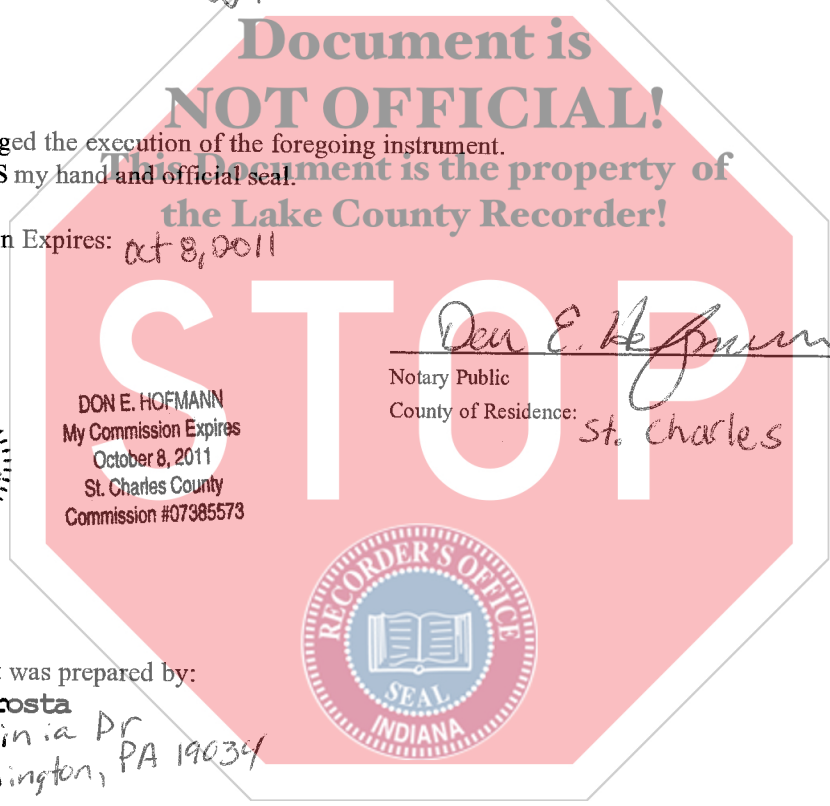 Document is
NOT OFFICIAL!
ged the execution of the foregoing instrument.
This Document is the property of
S my hand and official seal.
the Lake County Recorder!
n Expires: Oct 8, 2011
STOP
Don E. Hofmann
Notary Public
County of Residence: St. Charles
DON E. HOFMANN
My Commission Expires
October 8, 2011
St. Charles County
Commission #07385573
RECORDER'S OFFICE
SEAL
INDIANA
t was prepared by:
rosta
inia Dr
ington, PA 19034